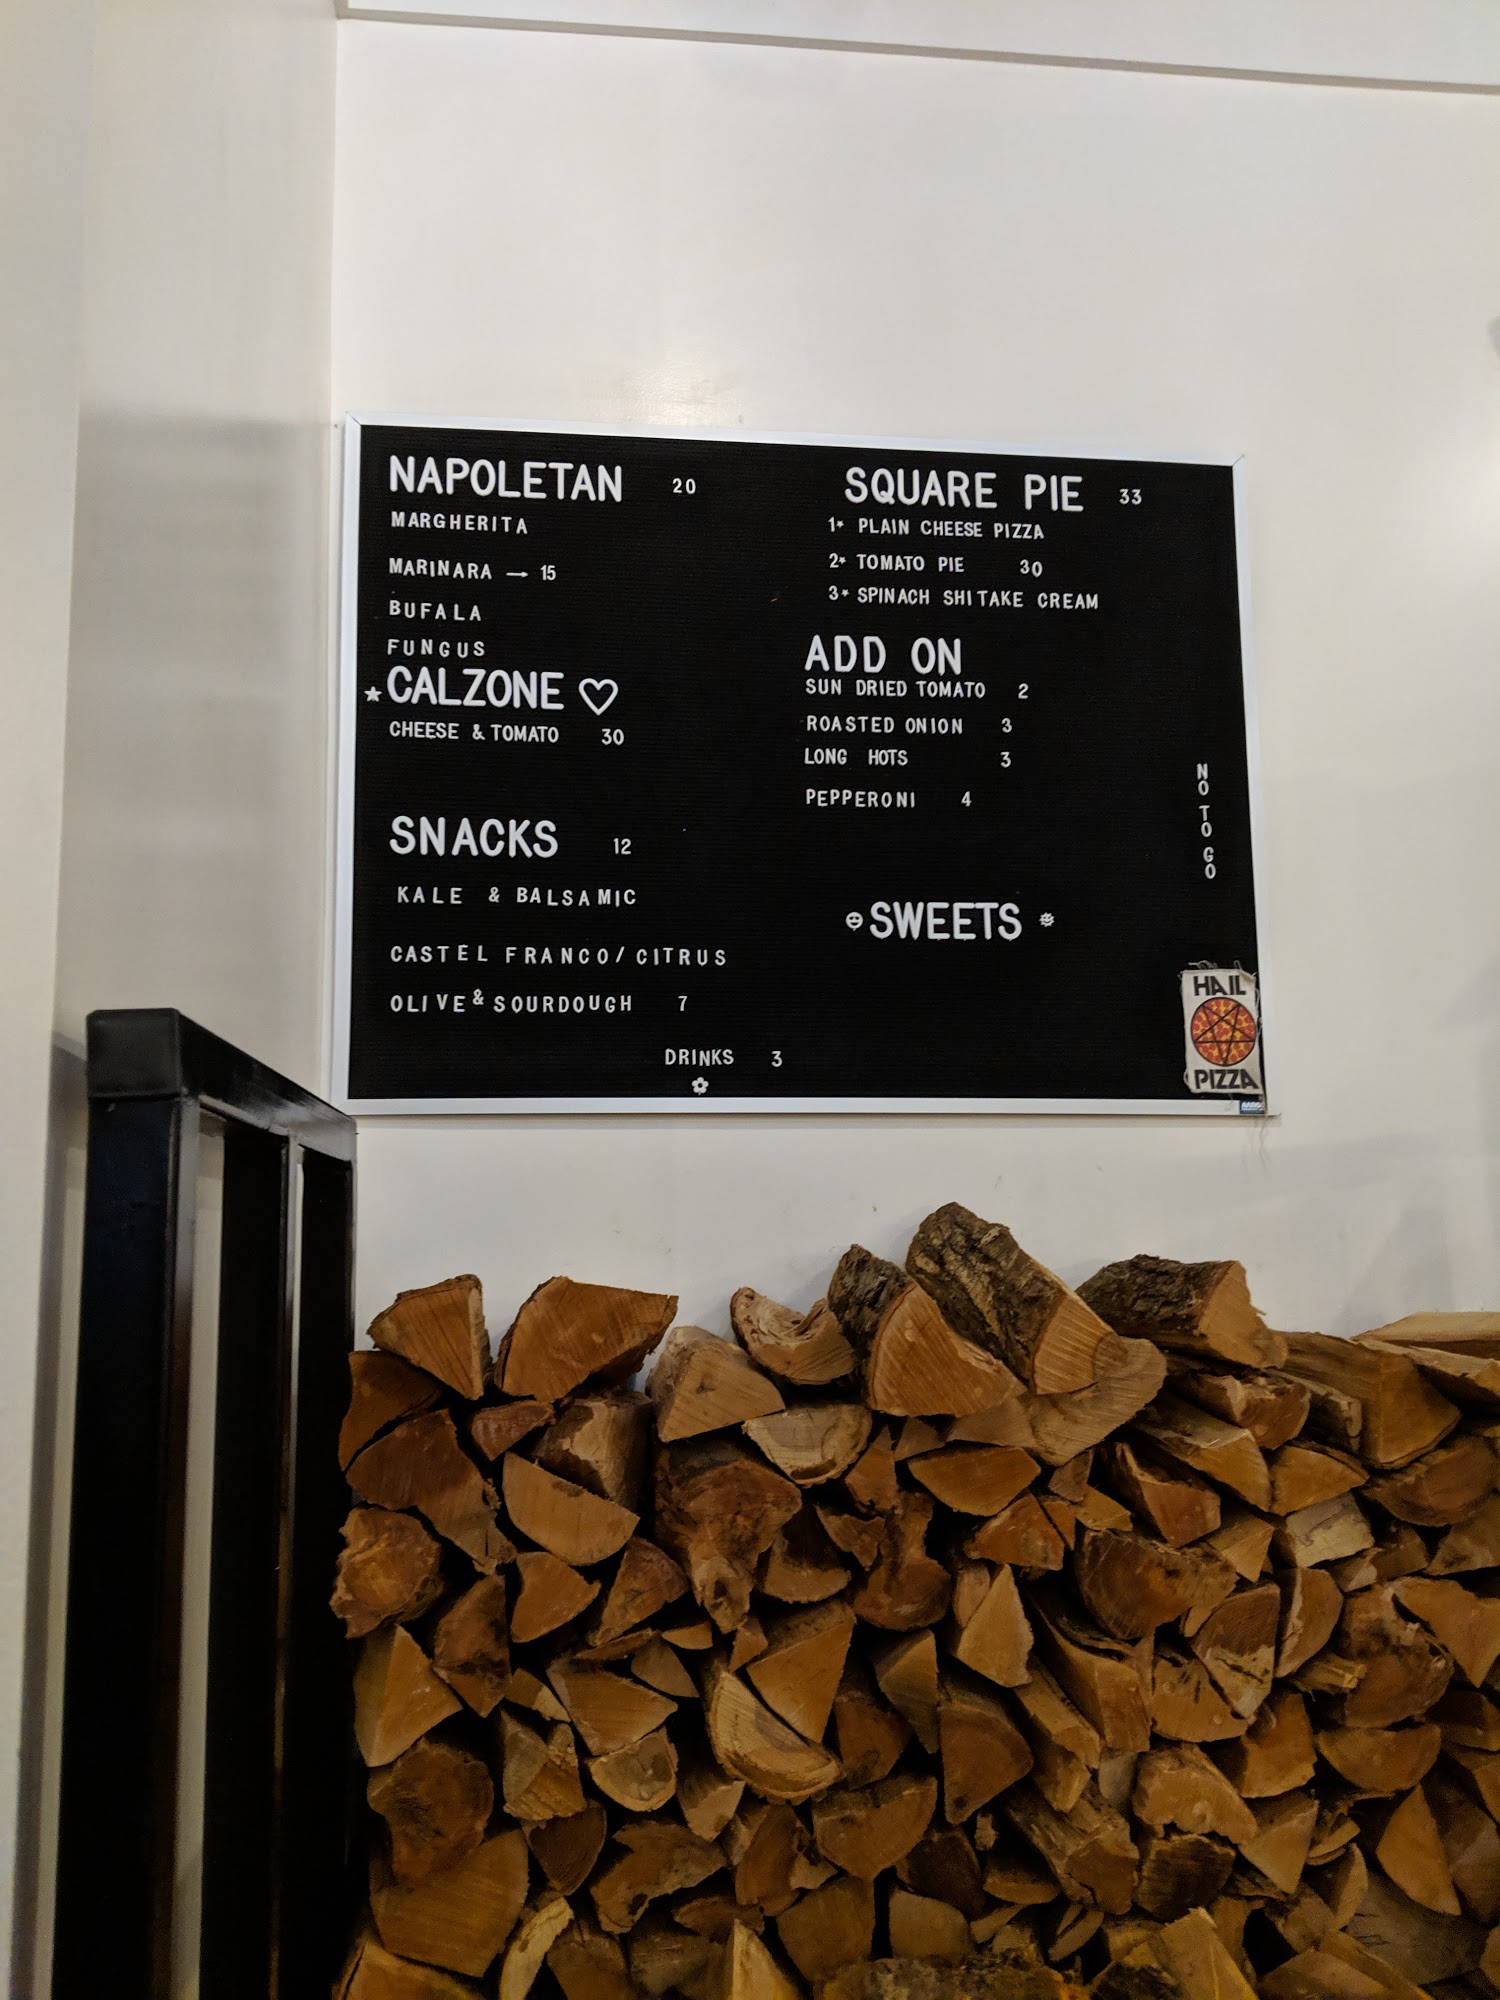 NAPOLETAN 20
MARGHERITA
MARINARA → 15
BUFALA
FUNGUS
★CALZONE ♡
CHEESE & TOMATO 30
SNACKS 12
KALE & BALSAMIC
CASTEL FRANCO/CITRUS
OLIVE & SOURDOUGH 7
DRINKS 3
SQUARE PIE 33
1* PLAIN CHEESE PIZZA
2* TOMATO PIE 30
3* SPINACH SHITAKE CREAM
ADD ON
SUN DRIED TOMATO 2
ROASTED ONION 3
LONG HOTS 3
PEPPERONI 4
SWEETS
NO TO GO
HAIL
PIZZA